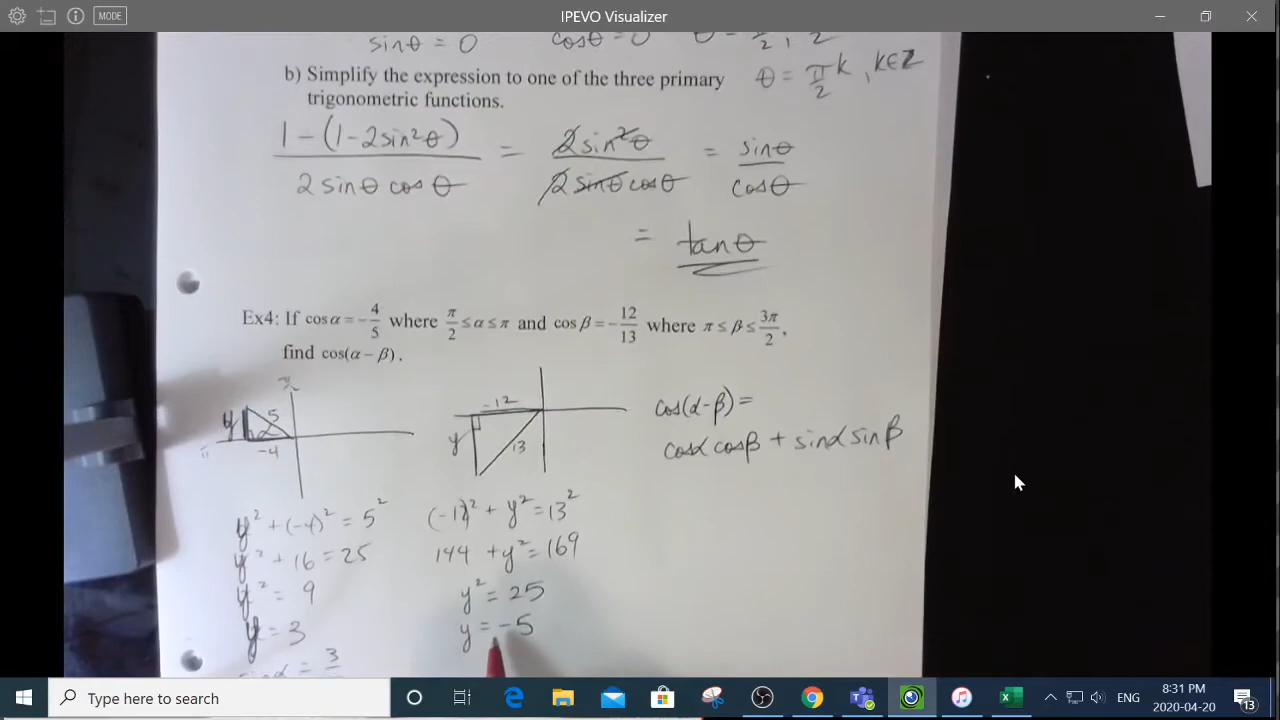 IPEVO Visualizer
MODE
sinθ = 0 cosθ = 0
b) Simplify the expression to one of the three primary
trigonometric functions.
θ = π/2 k , k∈Z
1 - (1 - 2sin²θ) / 2 sinθ cosθ = 2sin²θ / 2 sinθ cosθ = sinθ / cosθ
= tanθ
Ex4: If cos α = -4/5 where π/2 ≤ α ≤ π and cos β = -12/13 where π ≤ β ≤ 3π/2,
find cos(α - β).
y 5 -4
-12 y 13
cos(α-β) =
cosα cosβ + sinα sinβ
y² + (-4)² = 5²
y² + 16 = 25
y² = 9
y = 3
sinα = 3
(-12)² + y² = 13²
144 + y² = 169
y² = 25
y = -5
Type here to search
ENG
8:31 PM
2020-04-20
13